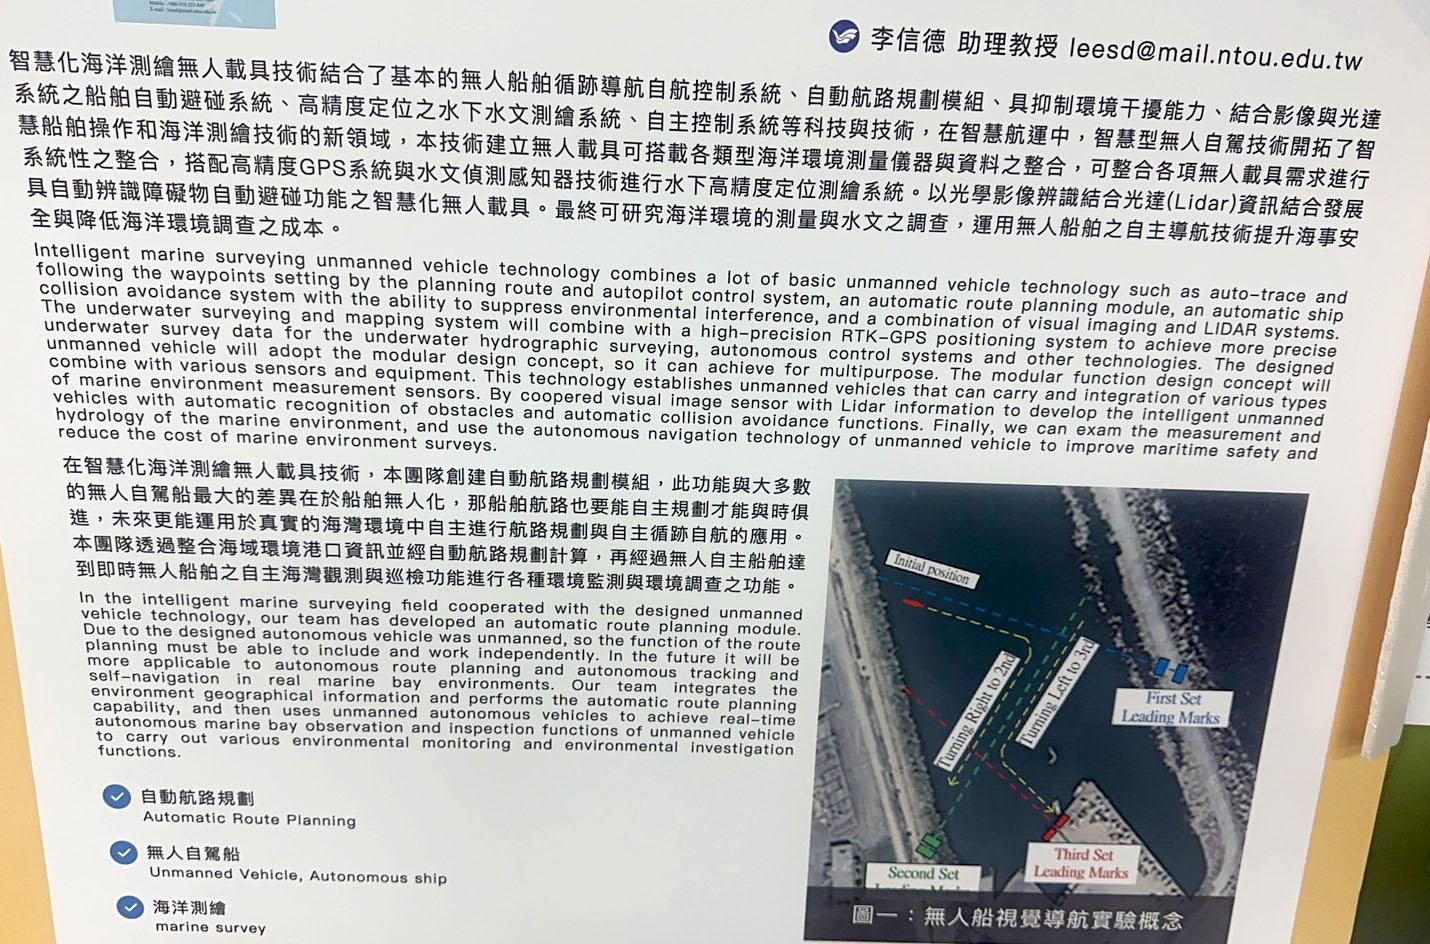 李信德 助理教授 leesd@mail.ntou.edu.tw
智慧化海洋測繪無人載具技術結合了基本的無人船舶循跡導航自航控制系統、自動航路規劃模組、具抑制環境干擾能力、結合影像與光達
系統之船舶自動避碰系統、高精度定位之水下水文測繪系統、自主控制系統等科技與技術，在智慧航運中，智慧型無人自駕技術開拓了智
慧船舶操作和海洋測繪技術的新領域，本技術建立無人載具可搭載各類型海洋環境測量儀器與資料之整合，可整合各項無人載具需求進行
系統性之整合，搭配高精度GPS系統與水文偵測感知器技術進行水下高精度定位測繪系統。以光學影像辨識結合光達(Lidar)資訊結合發展
具自動辨識障礙物自動避碰功能之智慧化無人載具。最終可研究海洋環境的測量與水文之調查，運用無人船舶之自主導航技術提升海事安
全與降低海洋環境調查之成本。
Intelligent marine surveying unmanned vehicle technology combines a lot of basic unmanned vehicle technology such as auto-trace and
following the waypoints setting by the planning route and autopilot control system, an automatic route planning module, an automatic ship
collision avoidance system with the ability to suppress environmental interference, and a combination of visual imaging and LIDAR systems.
The underwater surveying and mapping system will combine with a high-precision RTK-GPS positioning system to achieve more precise
underwater survey data for the underwater hydrographic surveying, autonomous control systems and other technologies. The designed
unmanned vehicle will adopt the modular design concept, so it can achieve for multipurpose. The modular function design concept will
combine with various sensors and equipment. This technology establishes unmanned vehicles that can carry and integration of various types
of marine environment measurement sensors. By coopered visual image sensor with Lidar information to develop the intelligent unmanned
vehicles with automatic recognition of obstacles and automatic collision avoidance functions. Finally, we can exam the measurement and
hydrology of the marine environment, and use the autonomous navigation technology of unmanned vehicle to improve maritime safety and
reduce the cost of marine environment surveys.
在智慧化海洋測繪無人載具技術，本團隊創建自動航路規劃模組，此功能與大多數
的無人自駕船最大的差異在於船舶無人化，那船舶航路也要能自主規劃才能與時俱
進，未來更能運用於真實的海灣環境中自主進行航路規劃與自主循跡自航的應用。
本團隊透過整合海域環境港口資訊並經自動航路規劃計算，再經過無人自主船舶達
到即時無人船舶之自主海灣觀測與巡檢功能進行各種環境監測與環境調查之功能。
In the intelligent marine surveying field cooperated with the designed unmanned
vehicle technology, our team has developed an automatic route planning module.
Due to the designed autonomous vehicle was unmanned, so the function of the route
planning must be able to include and work independently. In the future it will be
more applicable to autonomous route planning and autonomous tracking and
self-navigation in real marine bay environments. Our team integrates the
environment geographical information and performs the automatic route planning
capability, and then uses unmanned autonomous vehicles to achieve real-time
autonomous marine bay observation and inspection functions of unmanned vehicle
to carry out various environmental monitoring and environmental investigation
functions.
自動航路規劃
Automatic Route Planning
無人自駕船
Unmanned Vehicle, Autonomous ship
海洋測繪
marine survey
Initial position
Turning Right to 2nd
Turning Left to 3rd
First Set
Leading Marks
Second Set
Third Set
Leading Marks
圖一：無人船視覺導航實驗概念